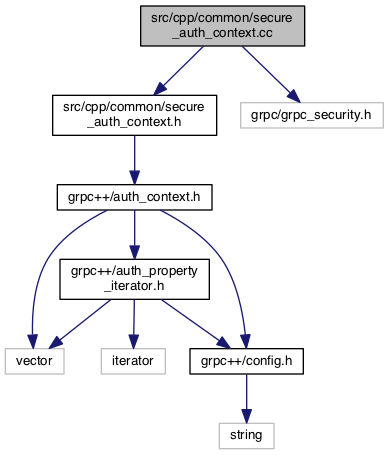 src/cpp/common/secure
_auth_context.cc
src/cpp/common/secure
_auth_context.h
grpc/grpc_security.h
grpc++/auth_context.h
grpc++/auth_property
_iterator.h
vector
iterator
grpc++/config.h
string